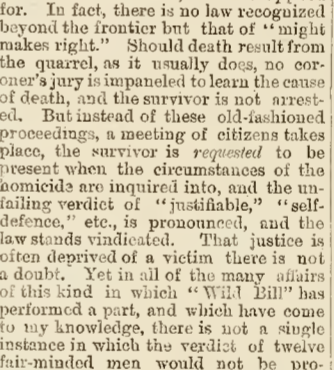 for. In fact, there is no law recognized
beyond the frontier but that of "might
makes right." Should death result from
the quarrel, as it usually does, no cor-
oner's jury is impaneled to learn the cause
of death, and the survivor is not arrest-
ed. But instead of these old-fashioned
proceedings, a meeting of citizens takes
place, the survivor is requested to be
present when the circumstances of the
homicide are inquired into, and the un-
failing verdict of "justifiable," "self-
defence," etc., is pronounced, and the
law stands vindicated. That justice is
often deprived of a victim there is not
a doubt. Yet in all of the many affairs
of this kind in which "Wild Bill" has
performed a part, and which have come
to my knowledge, there is not a single
instance in which the verdict of twelve
fair-minded men would not be pro-